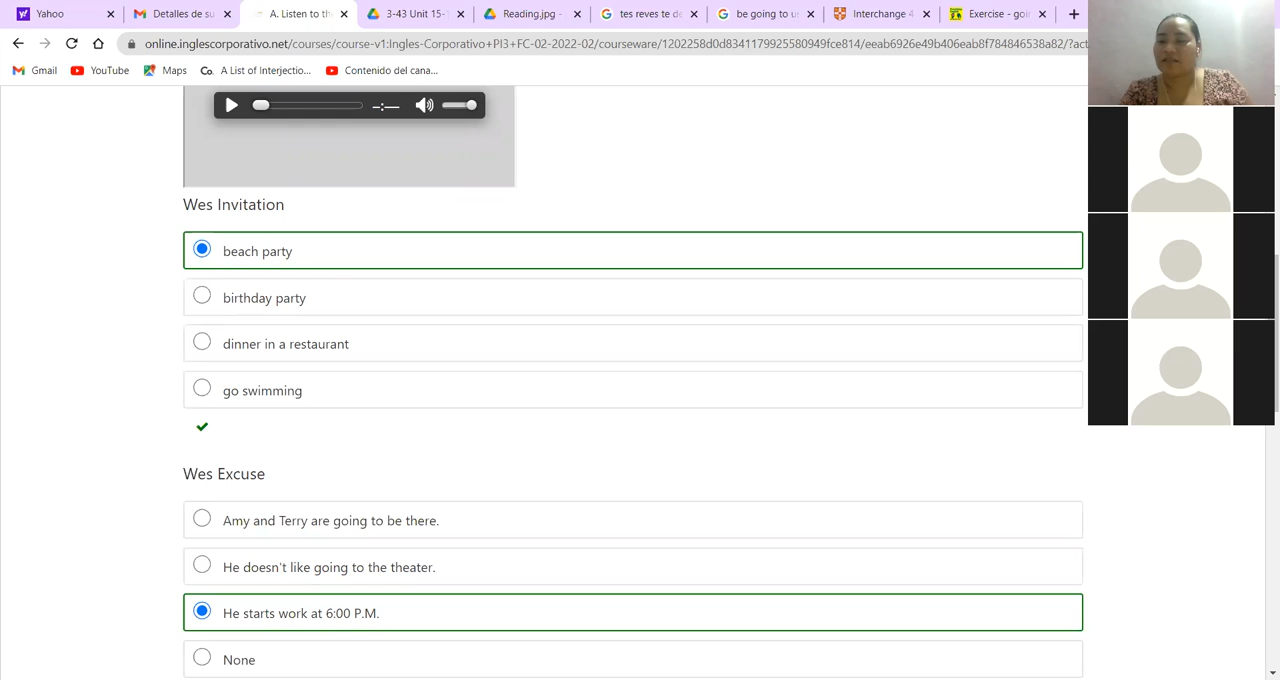 Yahoo
Detalles de su
A. Listen to th
3-43 Unit 15-
Reading.jpg -
tes reves te de
be going to u
Interchange 4
Exercise - goin
online.inglescorporativo.net/courses/course-v1:Ingles-Corporativo+PI3+FC-02-2022-02/courseware/1202258d0d8341179925580949fce814/eeab6926e49b406eab8f784846538a82/?act
Gmail
YouTube
Maps
Co. A List of Interjectio...
Contenido del cana...
-:--
Wes Invitation
beach party
birthday party
dinner in a restaurant
go swimming
Wes Excuse
Amy and Terry are going to be there.
He doesn't like going to the theater.
He starts work at 6:00 P.M.
None